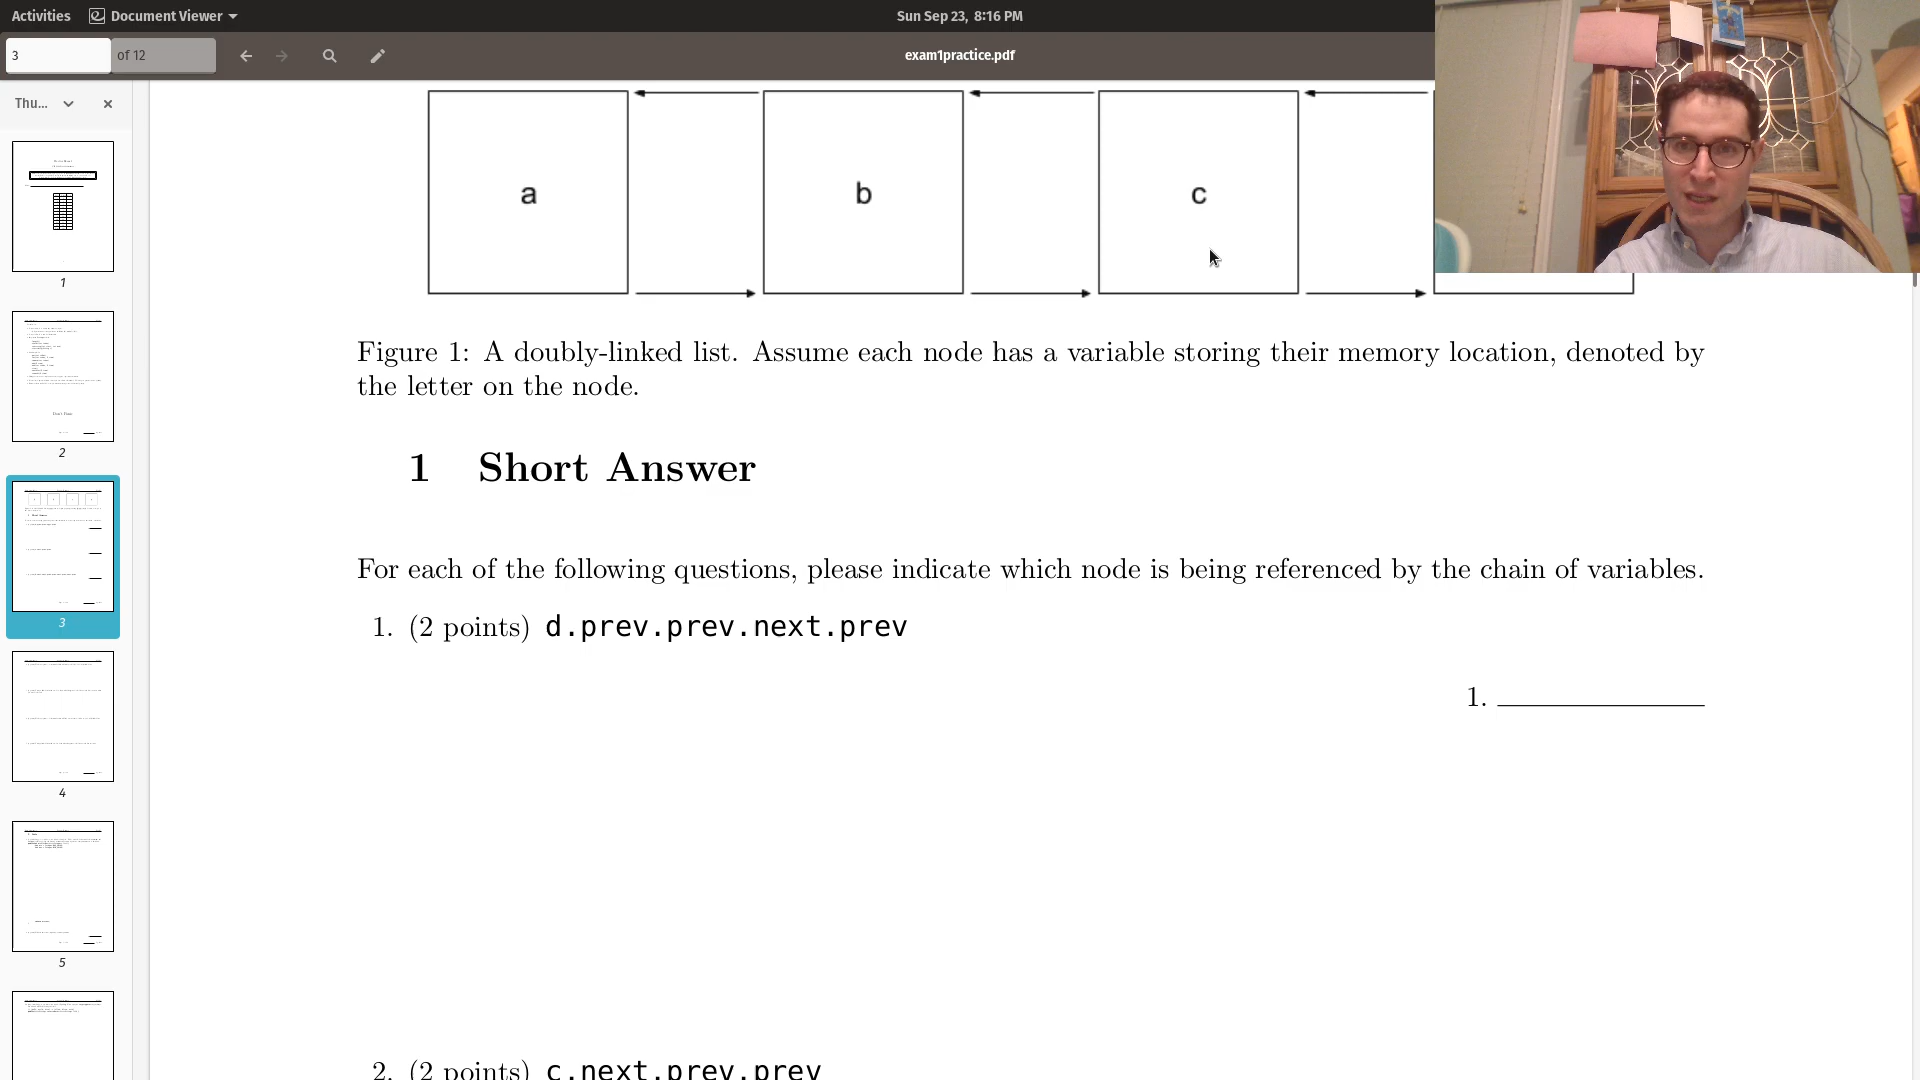 Activities Document Viewer Sun Sep 23, 8:16 PM
3 of 12 exam1practice.pdf
Thu...
1
2
3
4
5
a b c
Figure 1: A doubly-linked list. Assume each node has a variable storing their memory location, denoted by
the letter on the node.
1 Short Answer
For each of the following questions, please indicate which node is being referenced by the chain of variables.
1. (2 points) d.prev.prev.next.prev
1.
2. (2 points) c.next.prev.prev